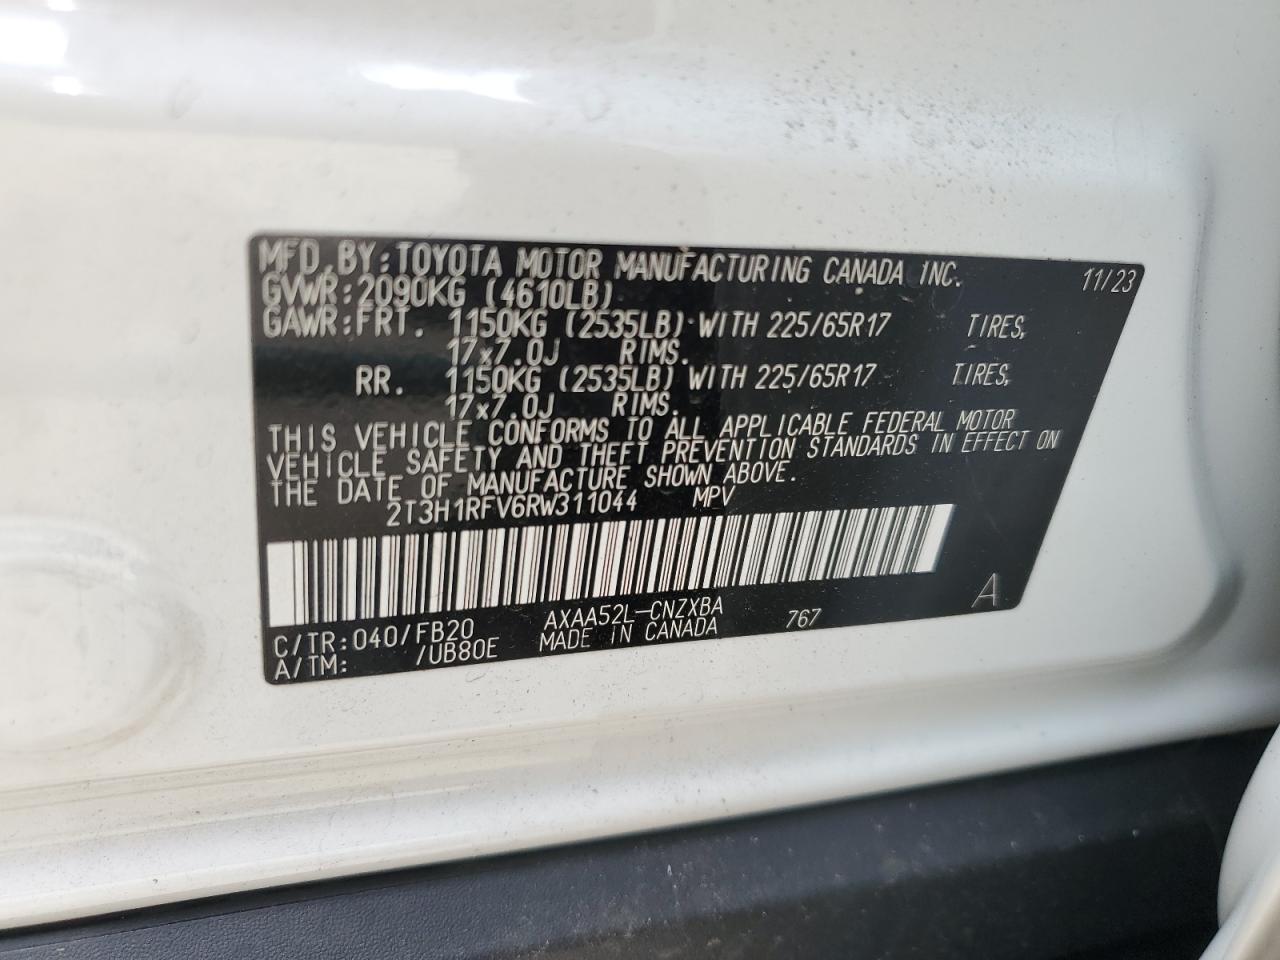 MFD. BY: TOYOTA MOTOR MANUFACTURING CANADA INC. 11/23
GVWR: 2090KG (4610LB)
GAWR: FRT. 1150KG (2535LB) WITH 225/65R17 TIRES,
17x7.0J RIMS.
RR. 1150KG (2535LB) WITH 225/65R17 TIRES,
17x7.0J RIMS.
THIS VEHICLE CONFORMS TO ALL APPLICABLE FEDERAL MOTOR
VEHICLE SAFETY AND THEFT PREVENTION STANDARDS IN EFFECT ON
THE DATE OF MANUFACTURE SHOWN ABOVE.
2T3H1RFV6RW311044 MPV
C/TR: 040/FB20 AXAA52L-CNZXBA 767 A
A/TM: /UB80E MADE IN CANADA